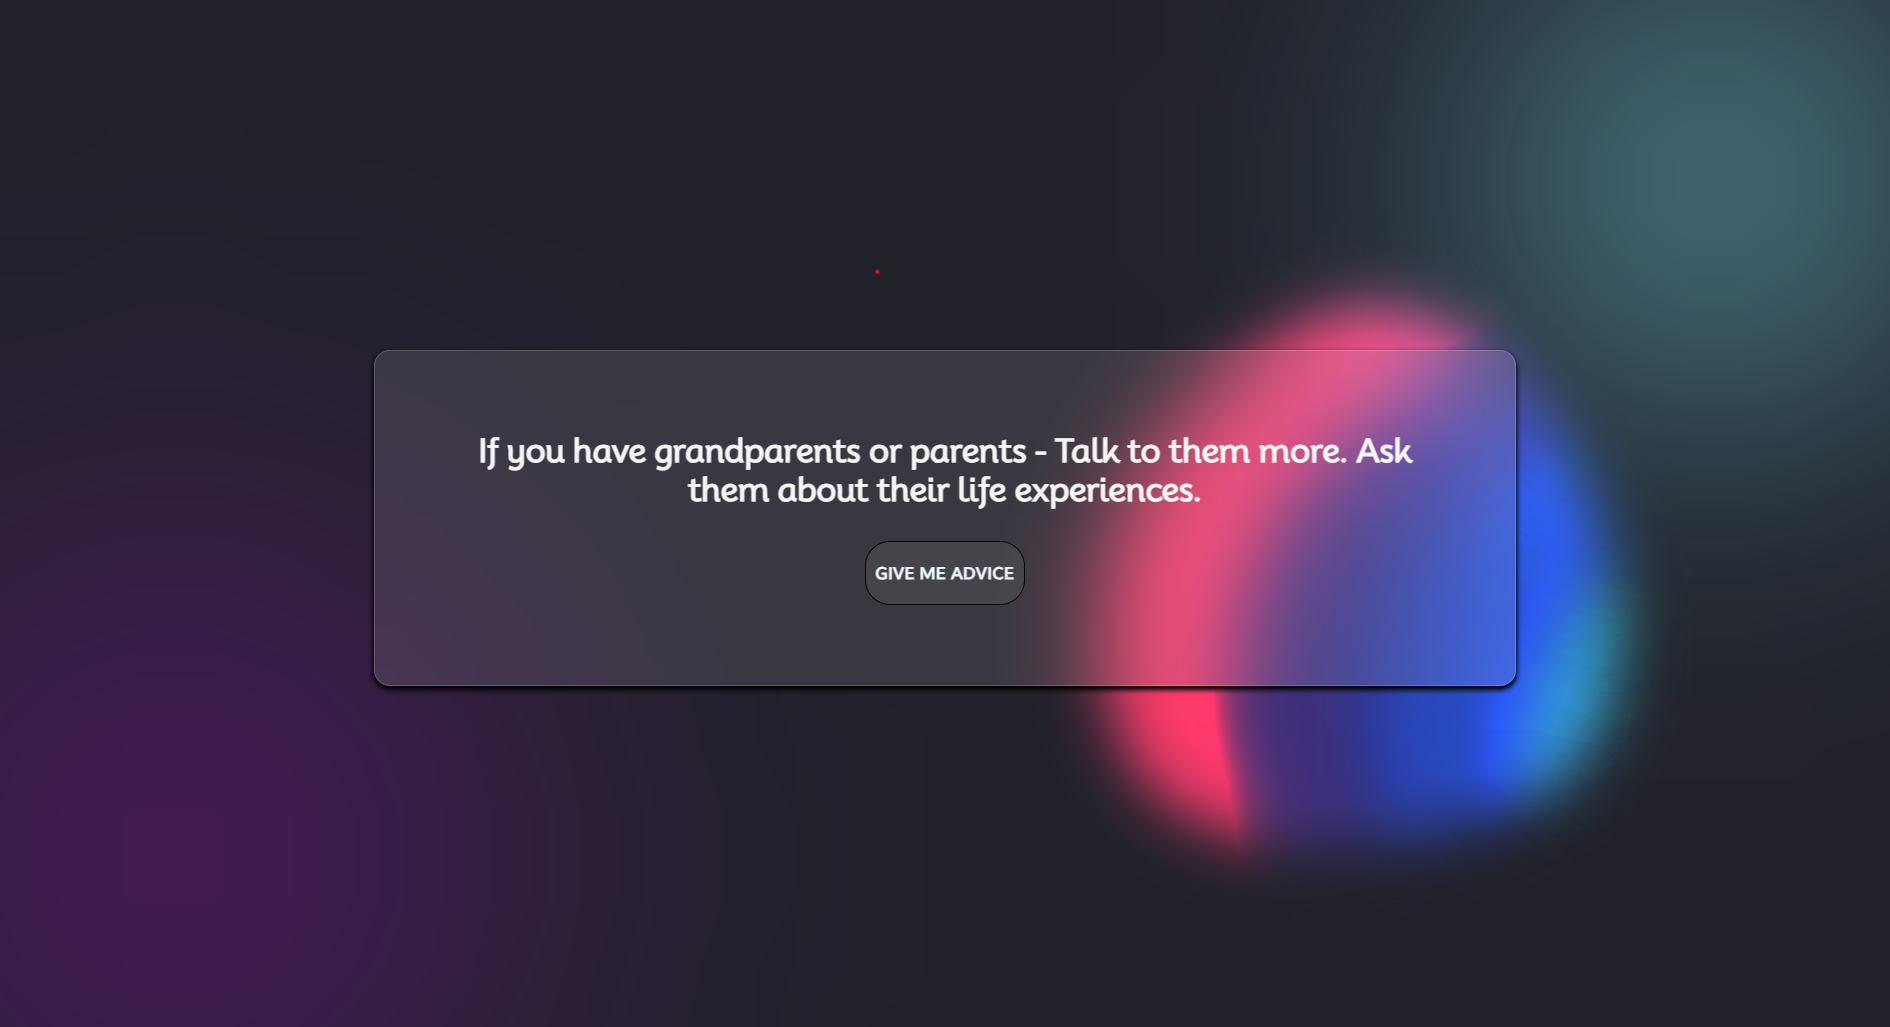 If you have grandparents or parents - Talk to them more. Ask
them about their life experiences.
GIVE ME ADVICE